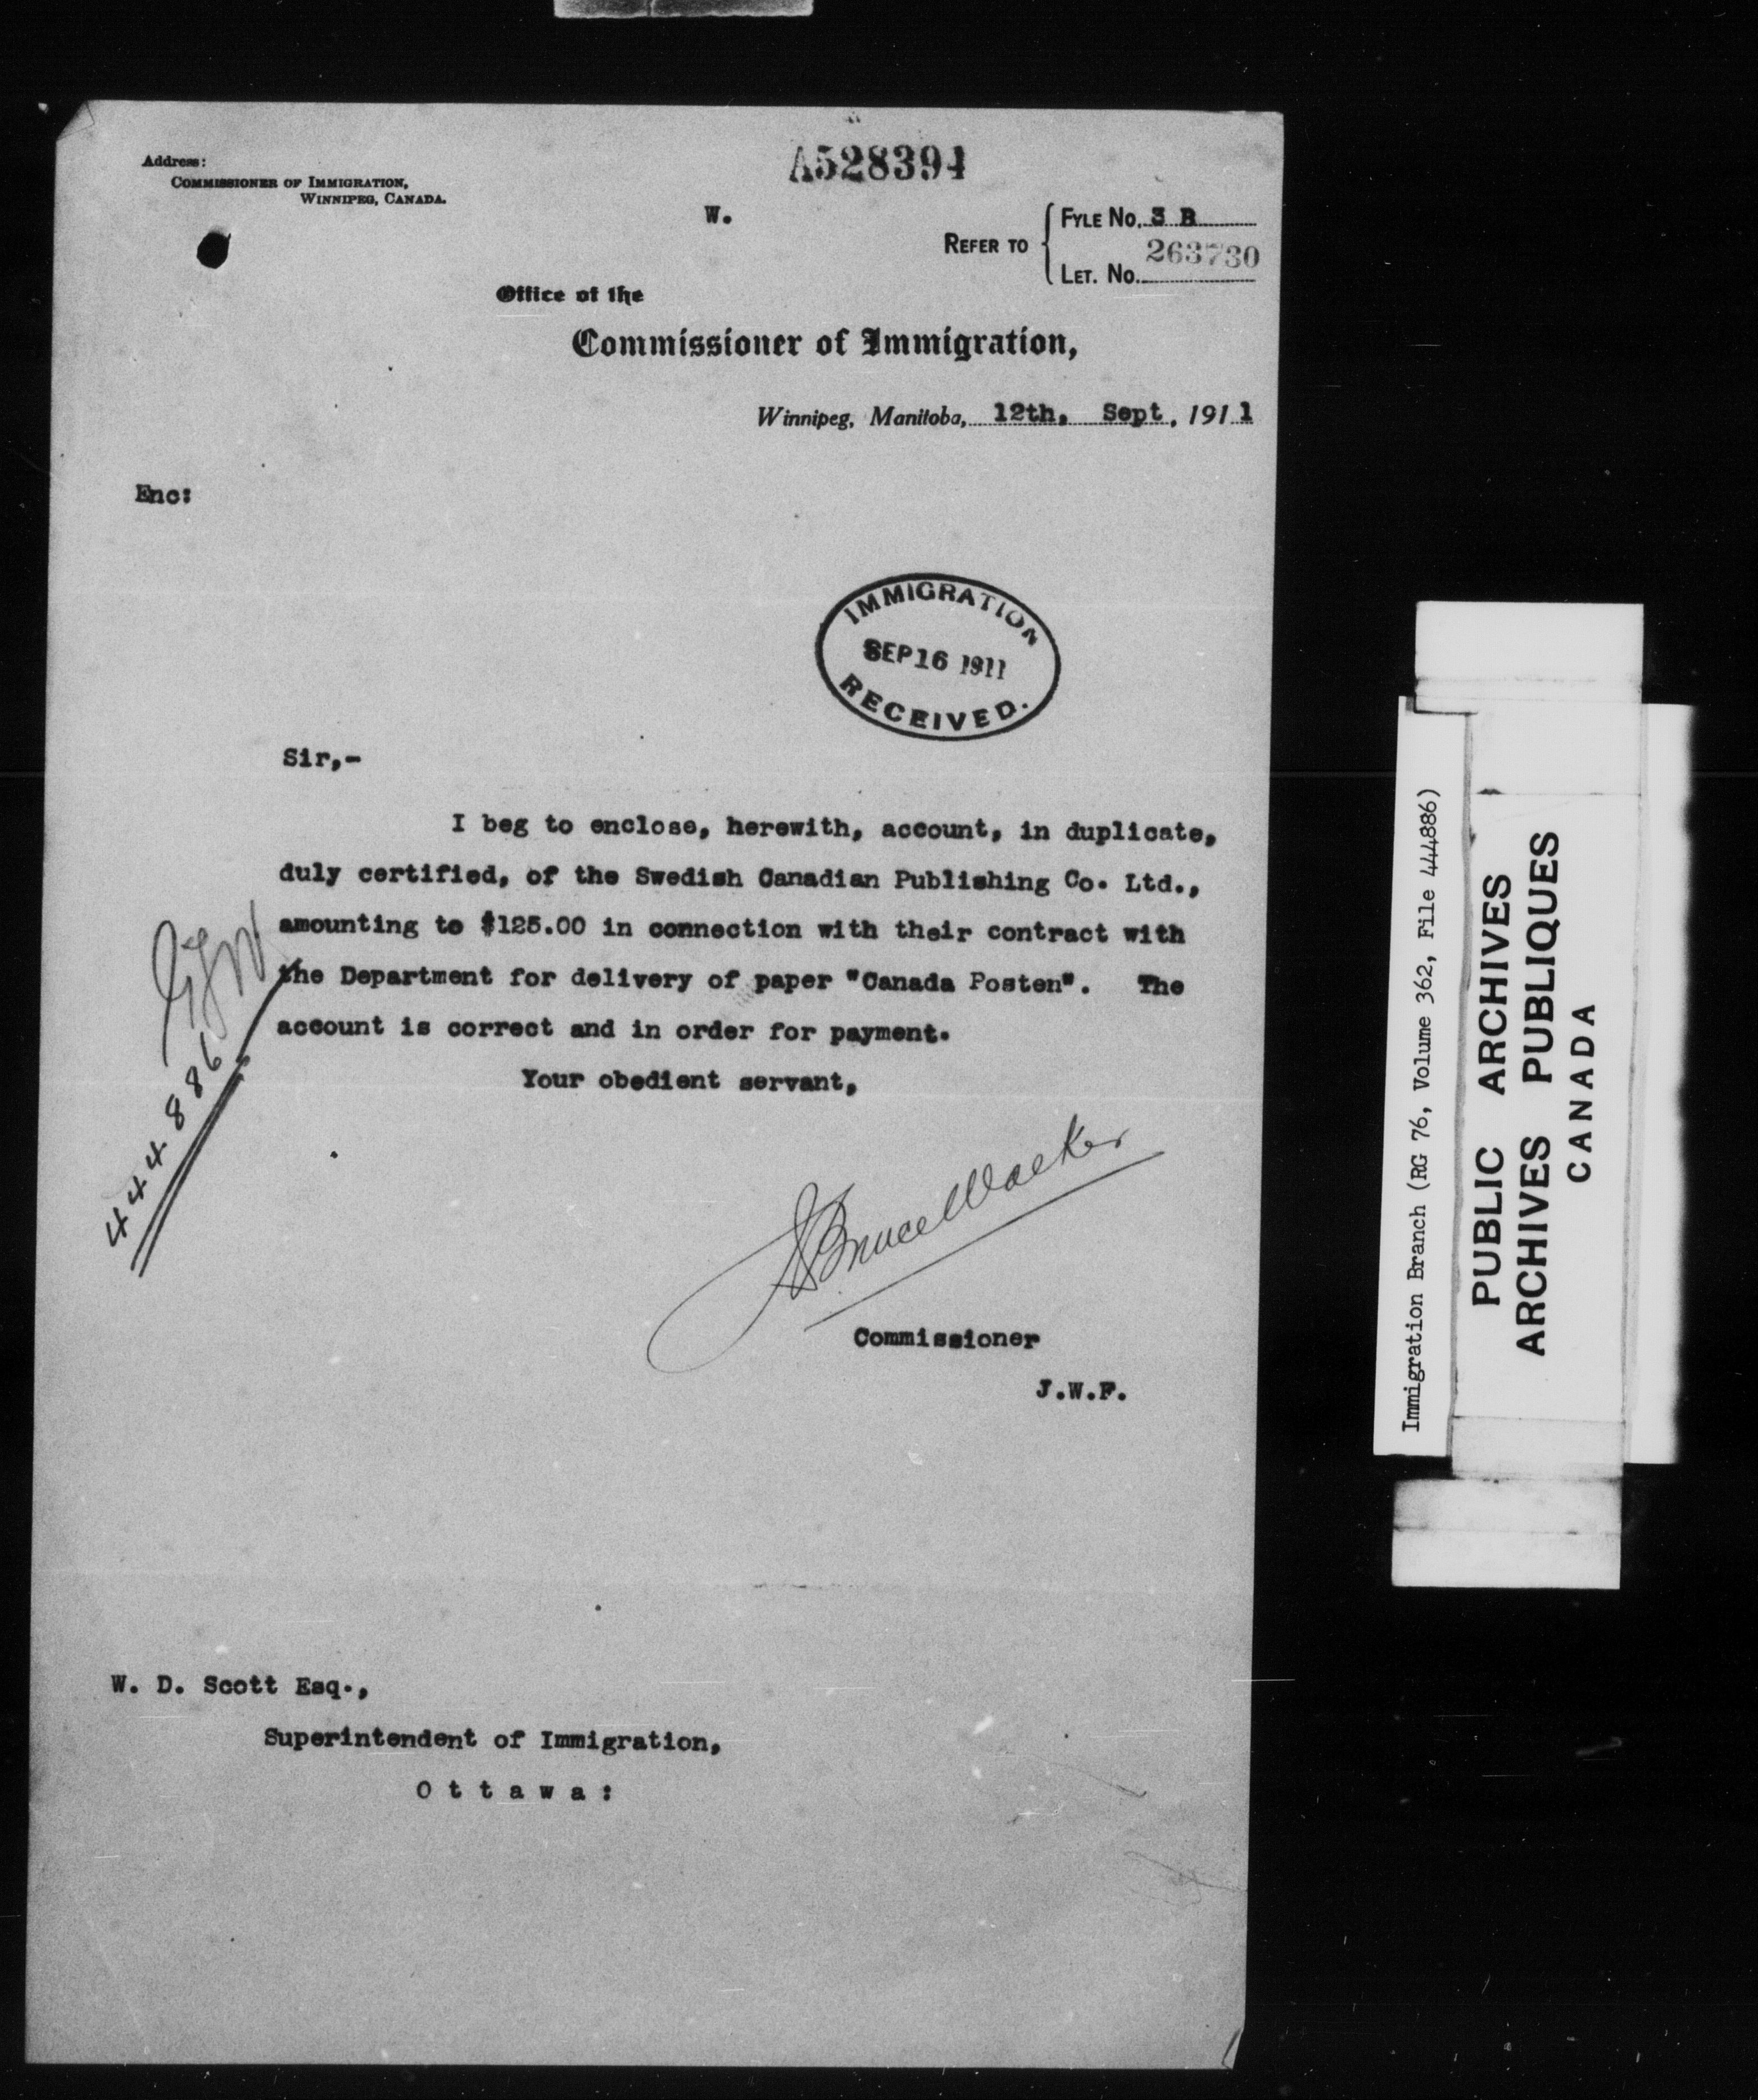 A528394
Address:
COMMISSIONER OF IMMIGRATION,
WINNIPEG, CANADA.
W.
REFER TO
FYLE No. 3 B
263730
LET. No.
Office of the
Commissioner of Immigration,
Winnipeg, Manitoba, 12th, Sept, 1911
Enc:
IMMIGRATION
SEP 16 1911
RECEIVED.
Sir,-
I beg to enclose, herewith, account, in duplicate,
duly certified, of the Swedish Canadian Publishing Co. Ltd.,
amounting to $125.00 in connection with their contract with
the Department for delivery of paper "Canada Posten". The
account is correct and in order for payment.
Your obedient servant,
444886
J Bruce Walker
Commissioner
J.W.F.
W. D. Scott Esq.,
Superintendent of Immigration,
O t t a w a :
Immigration Branch (RG 76, Volume 362, File 444886)
PUBLIC ARCHIVES
ARCHIVES PUBLIQUES
CANADA